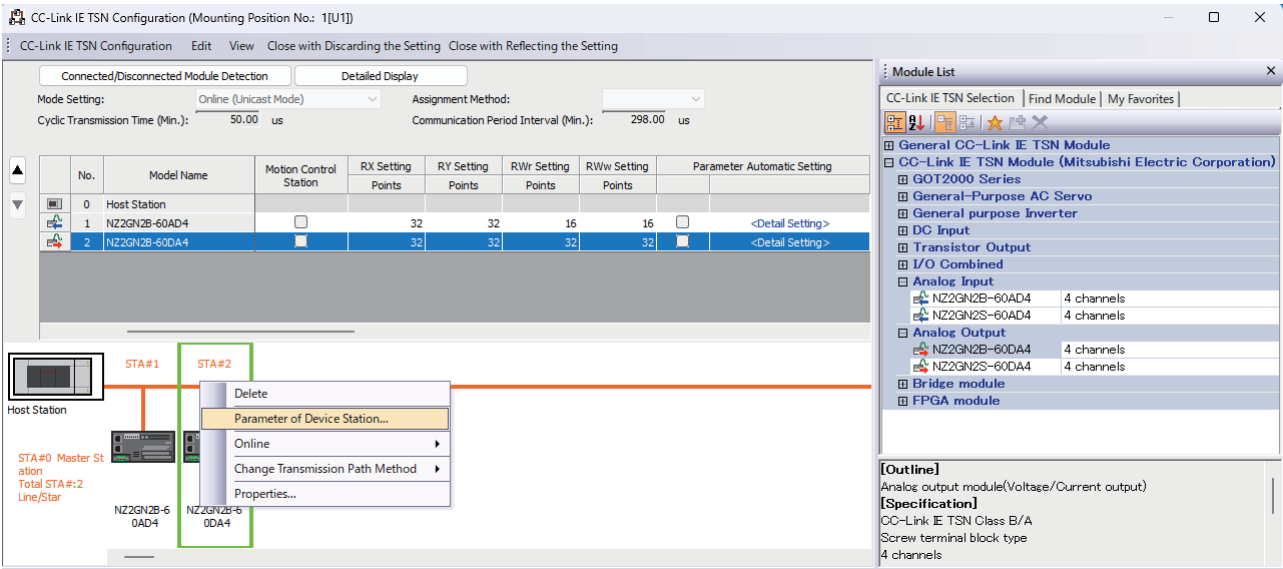 CC-Link IE TSN Configuration (Mounting Position No.: 1[U1])
CC-Link IE TSN Configuration Edit View Close with Discarding the Setting Close with Reflecting the Setting
Connected/Disconnected Module Detection Detailed Display
Mode Setting: Online (Unicast Mode) Assignment Method:
Cyclic Transmission Time (Min.): 50.00 us Communication Period Interval (Min.): 298.00 us
No. Model Name Motion Control Station RX Setting RY Setting RWr Setting RWw Setting Parameter Automatic Setting
Points Points Points Points
0 Host Station
1 NZ2GN2B-60AD4 32 32 16 16 <Detail Setting>
2 NZ2GN2B-60DA4 32 32 32 32 <Detail Setting>
STA#1 STA#2
Host Station
STA#0 Master St
ation
Total STA#:2
Line/Star
NZ2GN2B-6
0AD4
NZ2GN2B-6
0DA4
Delete
Parameter of Device Station...
Online
Change Transmission Path Method
Properties...
Module List
CC-Link IE TSN Selection Find Module My Favorites
General CC-Link IE TSN Module
CC-Link IE TSN Module (Mitsubishi Electric Corporation)
GOT2000 Series
General-Purpose AC Servo
General purpose Inverter
DC Input
Transistor Output
I/O Combined
Analog Input
NZ2GN2B-60AD4 4 channels
NZ2GN2S-60AD4 4 channels
Analog Output
NZ2GN2B-60DA4 4 channels
NZ2GN2S-60DA4 4 channels
Bridge module
FPGA module
[Outline]
Analog output module(Voltage/Current output)
[Specification]
CC-Link IE TSN Class B/A
Screw terminal block type
4 channels